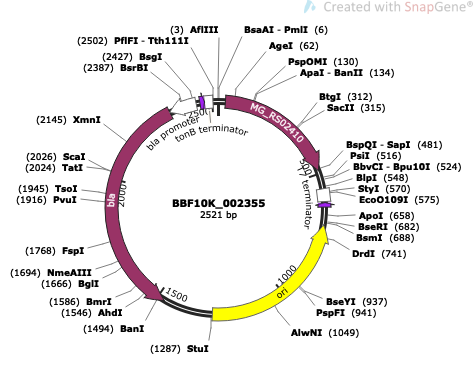 Created with SnapGene®
(3) AflIII
BsaAI - PmlI (6)
(2502) PflFI - Tth111I
AgeI (62)
(2427) BsgI
PspOMI (130)
(2387) BsrBI
ApaI - BanII (134)
BtgI (312)
SacII (315)
(2145) XmnI
bla promoter
tonB terminator
2500
MG_RS02410
BspQI - SapI (481)
PsiI (516)
BbvCI - Bpu10I (524)
BlpI (548)
StyI (570)
EcoO109I (575)
500
T7 terminator
(2026) ScaI
(2024) TatI
(1945) TsoI
(1916) PvuI
2000
bla
BBF10K_002355
2521 bp
ApoI (658)
BseRI (682)
BsmI (688)
DrdI (741)
(1768) FspI
(1694) NmeAIII
(1666) BglI
(1586) BmrI
(1546) AhdI
(1494) BanI
1500
1000
ori
BseYI (937)
PspFI (941)
AlwNI (1049)
(1287) StuI